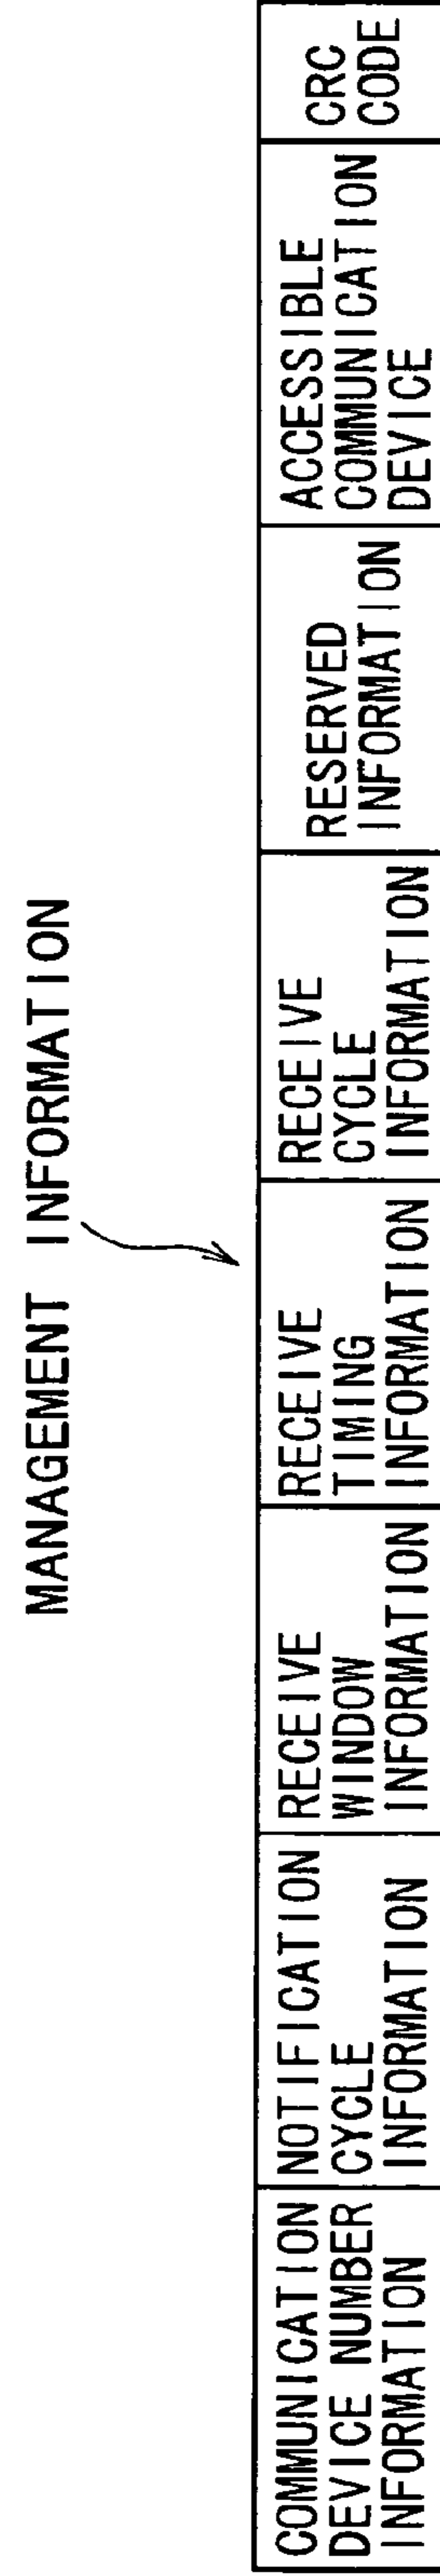 MANAGEMENT INFORMATION
COMMUNICATION
DEVICE NUMBER
INFORMATION
NOTIFICATION
CYCLE
INFORMATION
RECEIVE
WINDOW
INFORMATION
RECEIVE
TIMING
INFORMATION
RECEIVE
CYCLE
INFORMATION
RESERVED
INFORMATION
ACCESSIBLE
COMMUNICATION
DEVICE
CRC
CODE